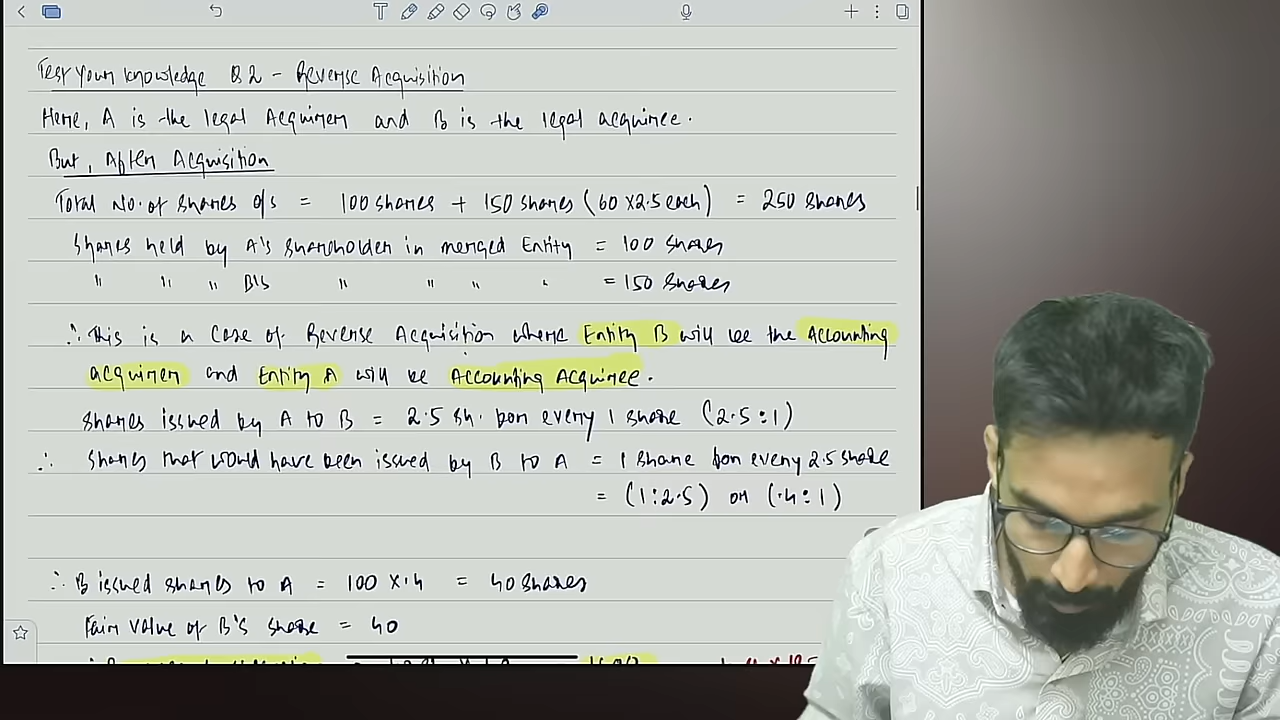 Test Your Knowledge Q2 - Reverse Acquisition
Here, A is the legal Acquirer and B is the legal acquiree.
But, After Acquisition
Total No. of shares o/s = 100 shares + 150 shares (60 x 2.5 each) = 250 shares
Shares held by A's shareholder in merged Entity = 100 shares
" " " B's " " " " = 150 share
∴ This is a case of Reverse Acquisition where Entity B will be the Accounting
acquirer and Entity A will be Accounting Acquiree.
Shares issued by A to B = 2.5 sh. for every 1 share (2.5:1)
∴ Shares that would have been issued by B to A = 1 share for every 2.5 share
= (1:2.5) or (.4:1)
∴ B issued shares to A = 100 x .4 = 40 shares
Fair value of B's share = 40